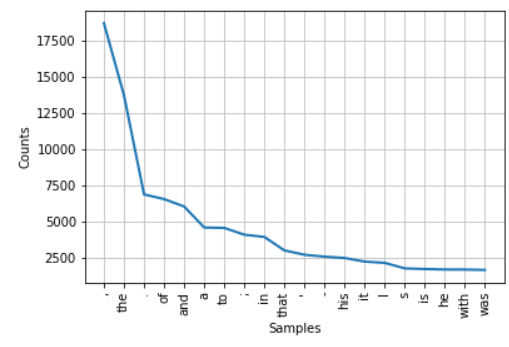 17500
15000
12500
10000
7500
5000
2500
Counts
, the . of and a to ; in that ' - his it I s is he with was
Samples